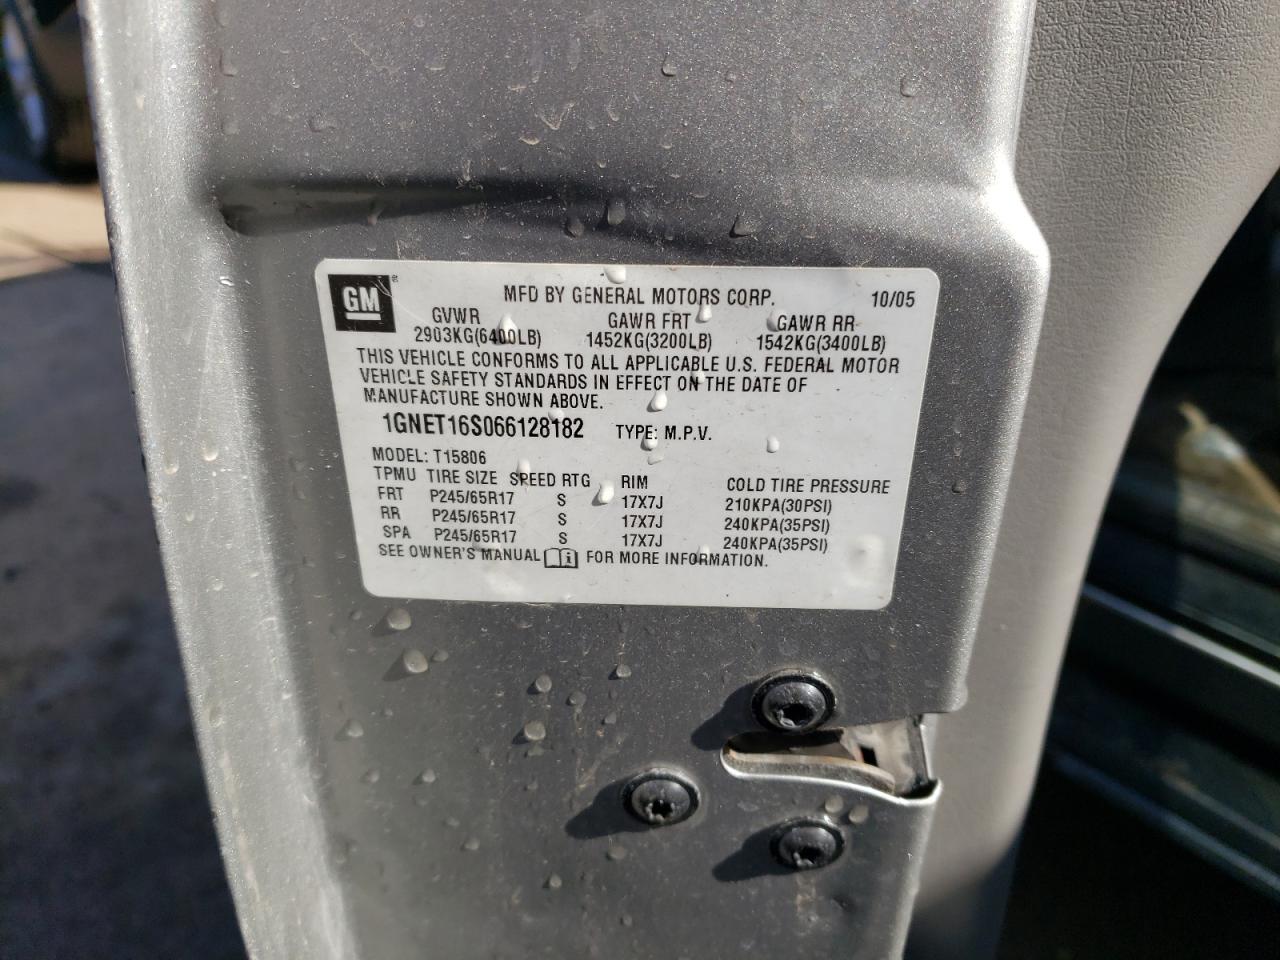 GM ® MFD BY GENERAL MOTORS CORP. 10/05
GVWR GAWR FRT GAWR RR
2903KG(6400LB) 1452KG(3200LB) 1542KG(3400LB)
THIS VEHICLE CONFORMS TO ALL APPLICABLE U.S. FEDERAL MOTOR
VEHICLE SAFETY STANDARDS IN EFFECT ON THE DATE OF
MANUFACTURE SHOWN ABOVE.
1GNET16S066128182 TYPE: M.P.V.
MODEL: T15806
TPMU TIRE SIZE SPEED RTG RIM COLD TIRE PRESSURE
FRT P245/65R17 S 17X7J 210KPA(30PSI)
RR P245/65R17 S 17X7J 240KPA(35PSI)
SPA P245/65R17 S 17X7J 240KPA(35PSI)
SEE OWNER'S MANUAL i FOR MORE INFORMATION.